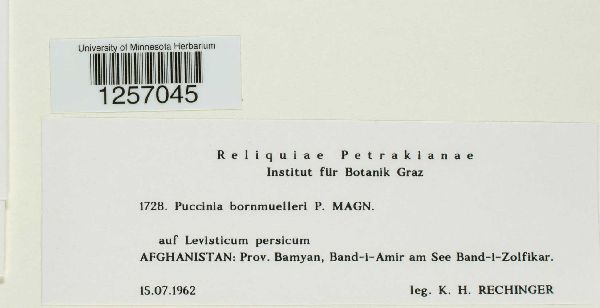 University of Minnesota Herbarium
1257045
Reliquiae Petrakianae
Institut für Botanik Graz
1728. Puccinia bornmuelleri P. MAGN.
auf Levisticum persicum
AFGHANISTAN: Prov. Bamyan, Band-i-Amir am See Band-i-Zolfikar.
15.07.1962 leg. K. H. RECHINGER